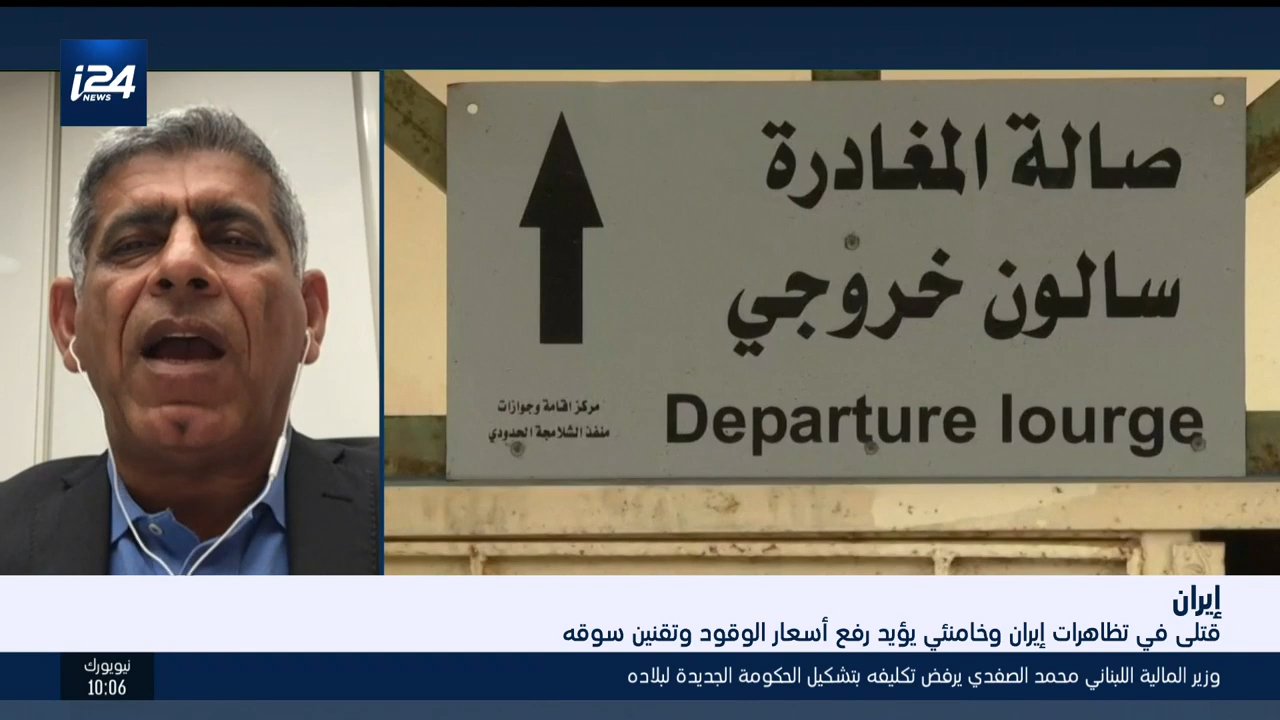 i24
NEWS
صالة المغادرة
سالون خروجي
Departure lourge
مركز اقامة وجوازات
منفذ الشلامجة الحدودي
إيران
قتلى في تظاهرات إيران وخامنئي يؤيد رفع أسعار الوقود وتقنين سوقه
وزير المالية اللبناني محمد الصفدي يرفض تكليفه بتشكيل الحكومة الجديدة لبلاده
نيويورك
10:06